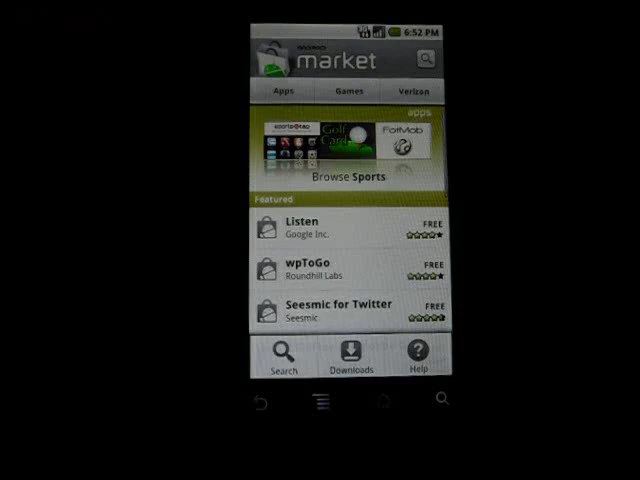 6:52 PM
market
Apps Games Verizon
apps
Golf
Card
FotMob
Browse Sports
Featured
Listen
FREE
Google Inc.
wpToGo
FREE
Roundhill Labs
Seesmic for Twitter
FREE
Seesmic
Search Downloads Help